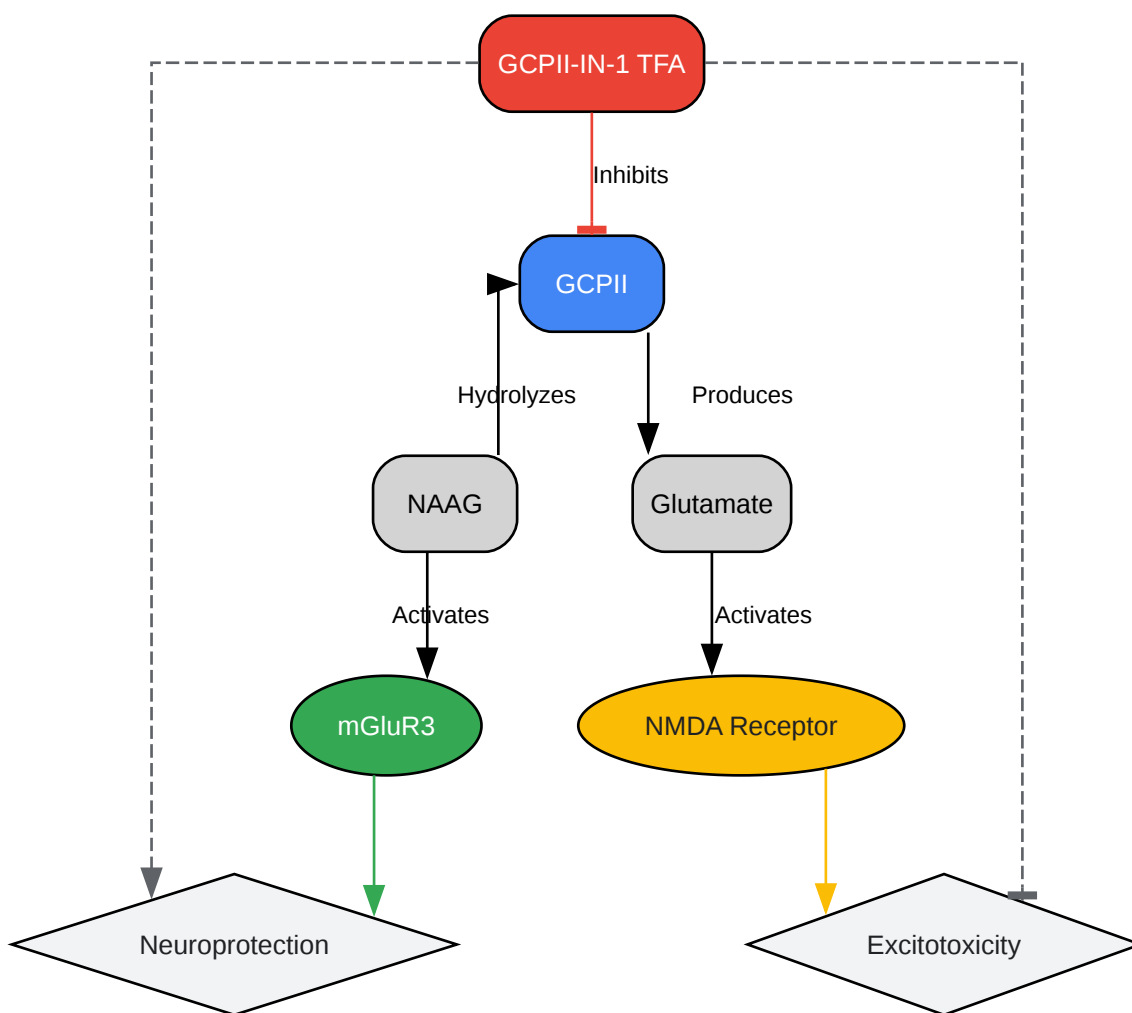 GCPII-IN-1 TFA
Inhibits
GCPII
Hydrolyzes
Produces
NAAG
Glutamate
Activates
Activates
mGluR3
NMDA Receptor
Neuroprotection
Excitotoxicity